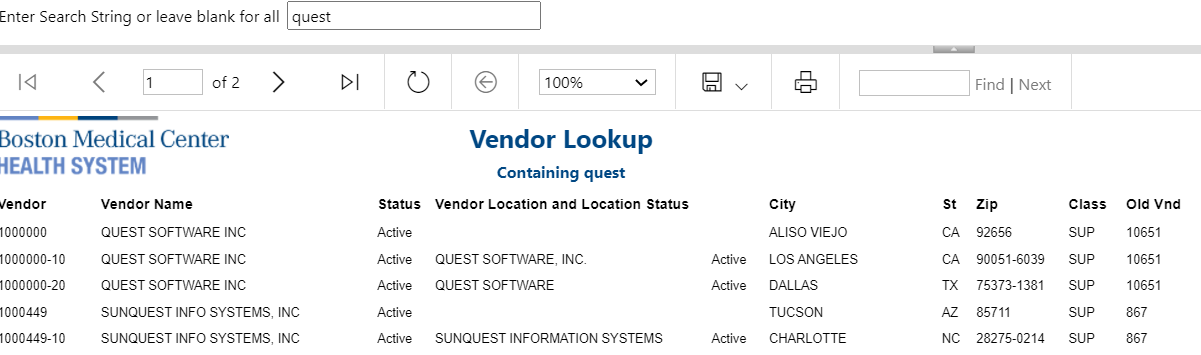 Enter Search String or leave blank for all quest
1 of 2 100% Find | Next
Boston Medical Center
HEALTH SYSTEM
Vendor Lookup
Containing quest
Vendor Vendor Name Status Vendor Location and Location Status City St Zip Class Old Vnd
1000000 QUEST SOFTWARE INC Active ALISO VIEJO CA 92656 SUP 10651
1000000-10 QUEST SOFTWARE INC Active QUEST SOFTWARE, INC. Active LOS ANGELES CA 90051-6039 SUP 10651
1000000-20 QUEST SOFTWARE INC Active QUEST SOFTWARE Active DALLAS TX 75373-1381 SUP 10651
1000449 SUNQUEST INFO SYSTEMS, INC Active TUCSON AZ 85711 SUP 867
1000449-10 SUNQUEST INFO SYSTEMS, INC Active SUNQUEST INFORMATION SYSTEMS Active CHARLOTTE NC 28275-0214 SUP 867